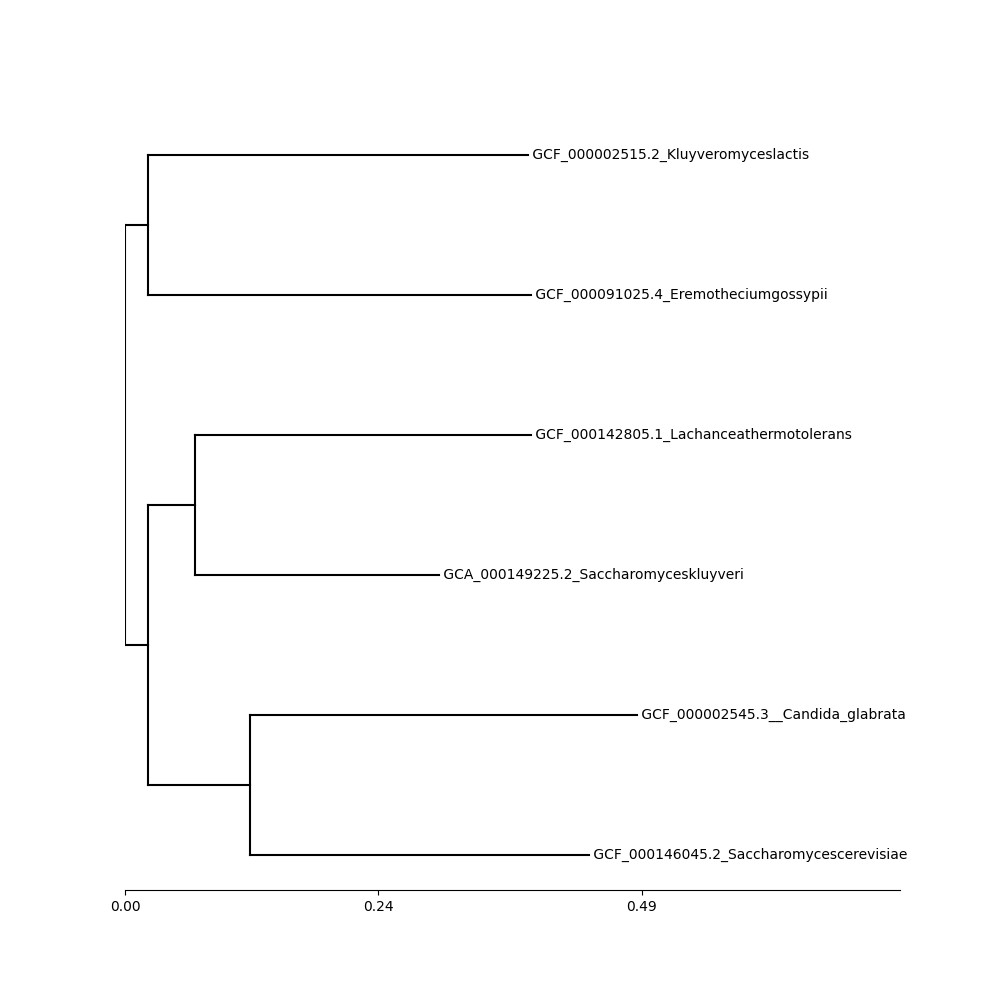 GCF_000002515.2_Kluyveromyceslactis
GCF_000091025.4_Eremotheciumgossypii
GCF_000142805.1_Lachanceathermotolerans
GCA_000149225.2_Saccharomyceskluyveri
GCF_000002545.3__Candida_glabrata
GCF_000146045.2_Saccharomycescerevisiae
0.00 0.24 0.49